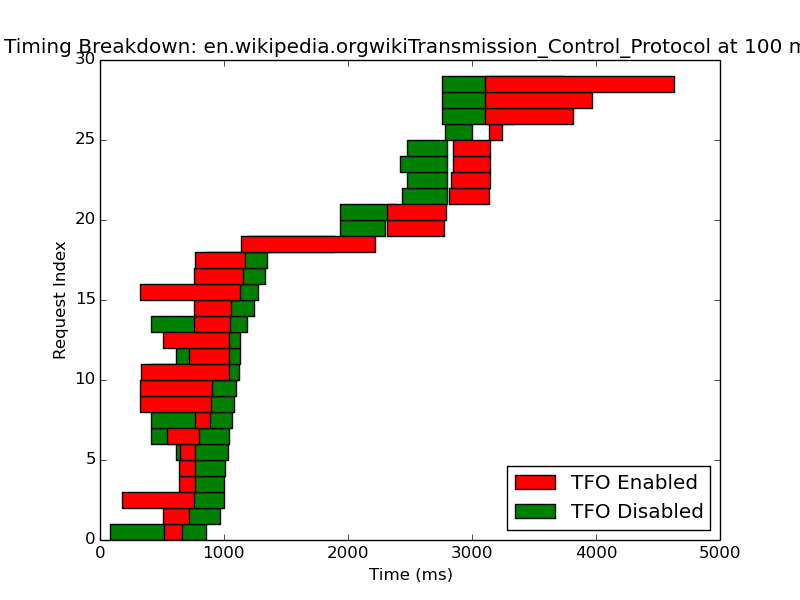 Timing Breakdown: en.wikipedia.orgwikiTransmission_Control_Protocol at 100 m
30
25
20
15
10
5
0
Request Index
0 1000 2000 3000 4000 5000
Time (ms)
TFO Enabled
TFO Disabled